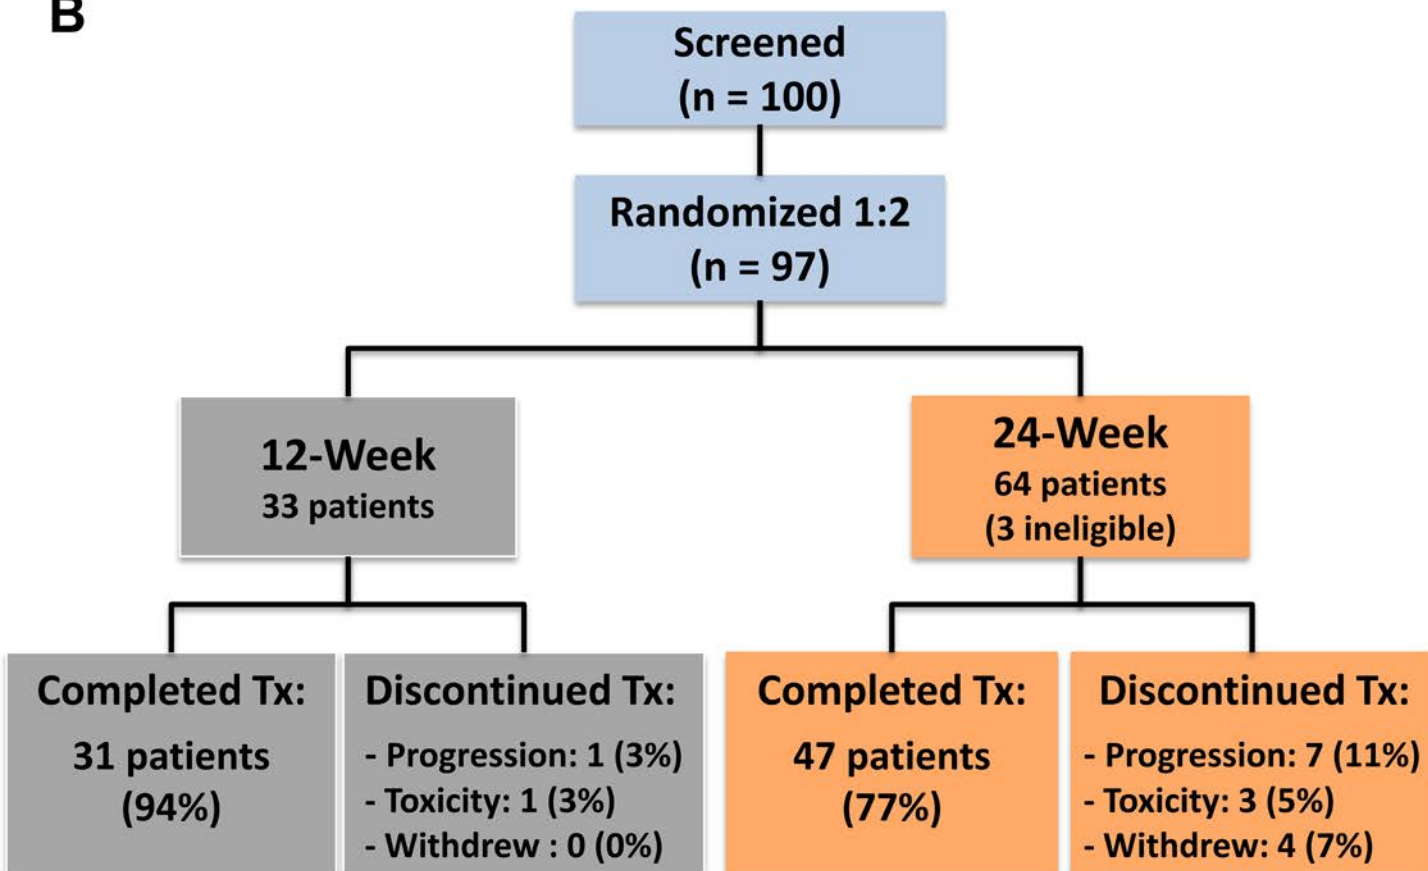 B
Screened
(n = 100)
Randomized 1:2
(n = 97)
12-Week
33 patients
24-Week
64 patients
(3 ineligible)
Completed Tx:
31 patients
(94%)
Discontinued Tx:
- Progression: 1 (3%)
- Toxicity: 1 (3%)
- Withdrew : 0 (0%)
Completed Tx:
47 patients
(77%)
Discontinued Tx:
- Progression: 7 (11%)
- Toxicity: 3 (5%)
- Withdrew: 4 (7%)